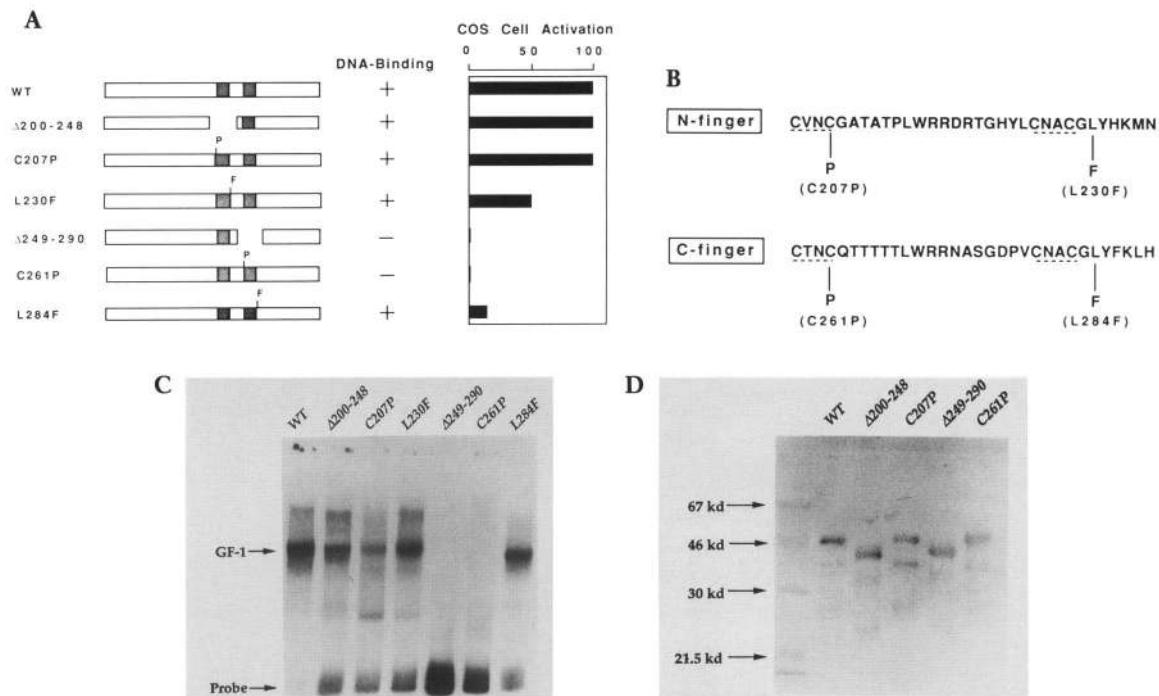 A
COS Cell Activation
0 50 100
DNA-Binding
WT +
Δ200-248 +
P
C207P +
F
L230F +
Δ249-290 —
P
C261P —
F
L284F +
B
N-finger CVNCGATATPLWRRDRTGHYLCNACGLYHKMN
P F
(C207P) (L230F)
C-finger CTNCQTTTTTLWRRNASGDPVCNACGLYFKLH
P F
(C261P) (L284F)
C
WT Δ200-248 C207P L230F Δ249-290 C261P L284F
GF-1
Probe
D
WT Δ200-248 C207P Δ249-290 C261P
67 kd
46 kd
30 kd
21.5 kd